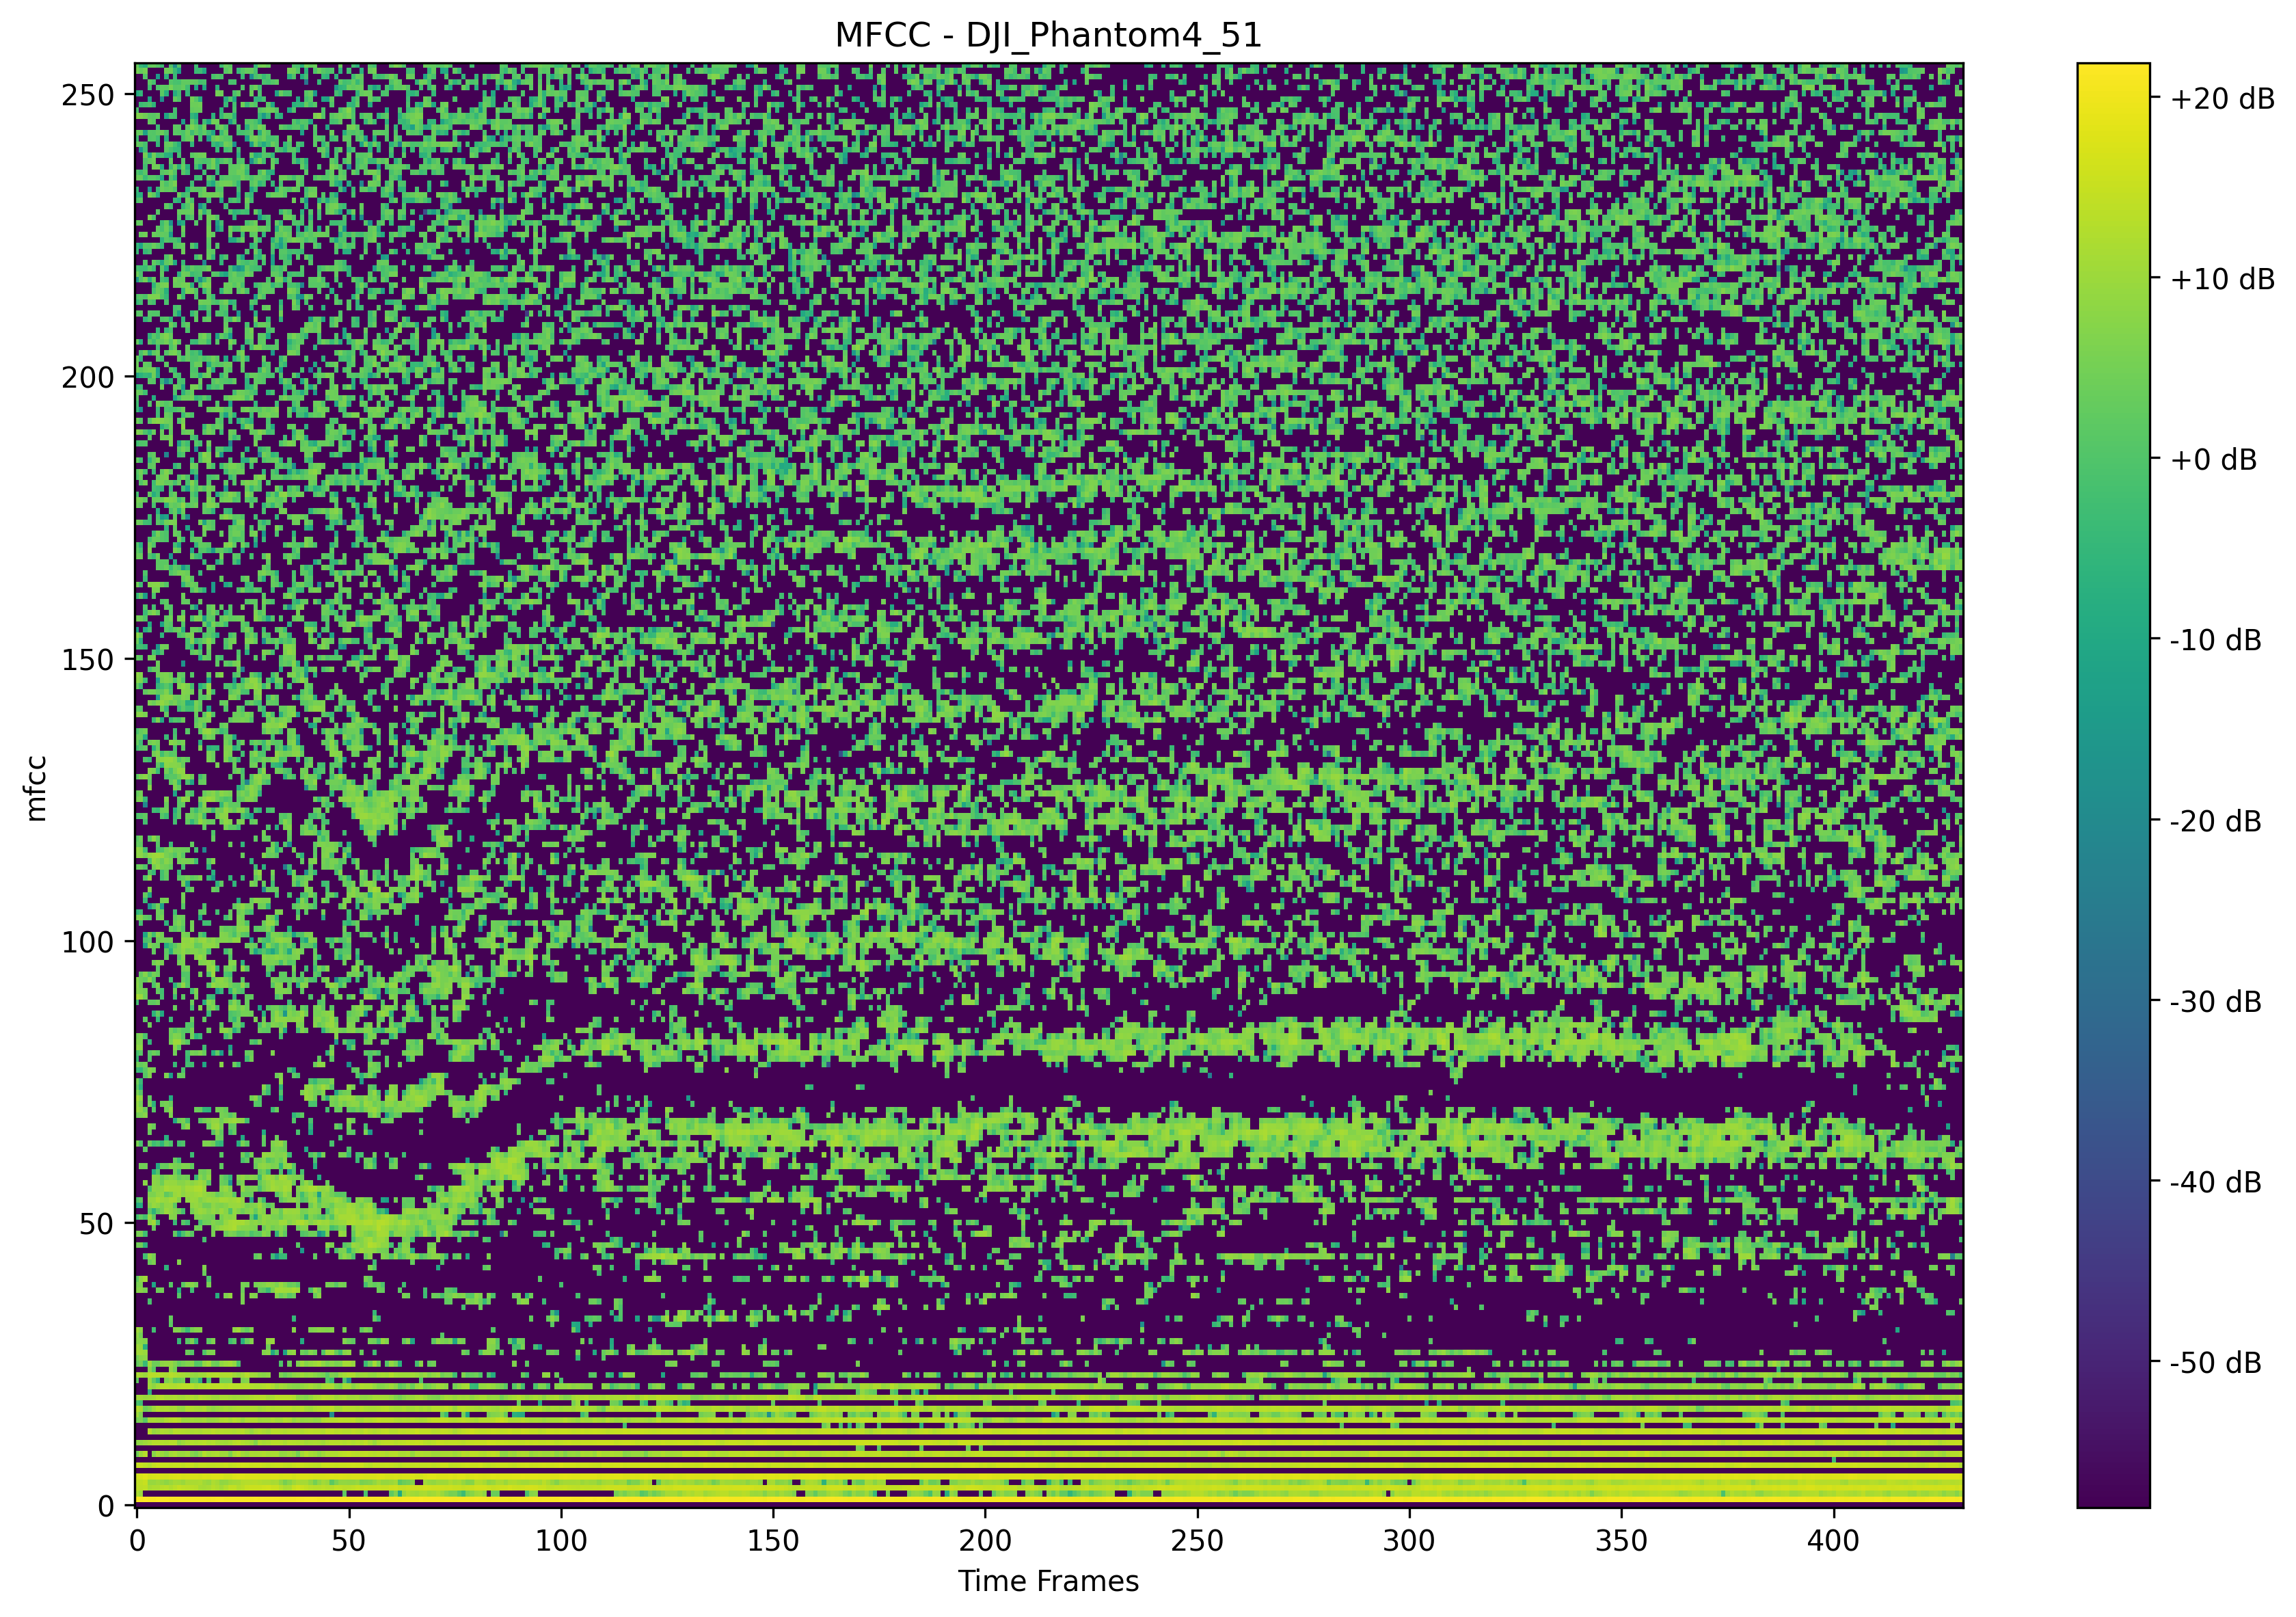 MFCC - DJI_Phantom4_51
250
200
150
100
50
0
mfcc
0 50 100 150 200 250 300 350 400
Time Frames
+20 dB
+10 dB
+0 dB
-10 dB
-20 dB
-30 dB
-40 dB
-50 dB